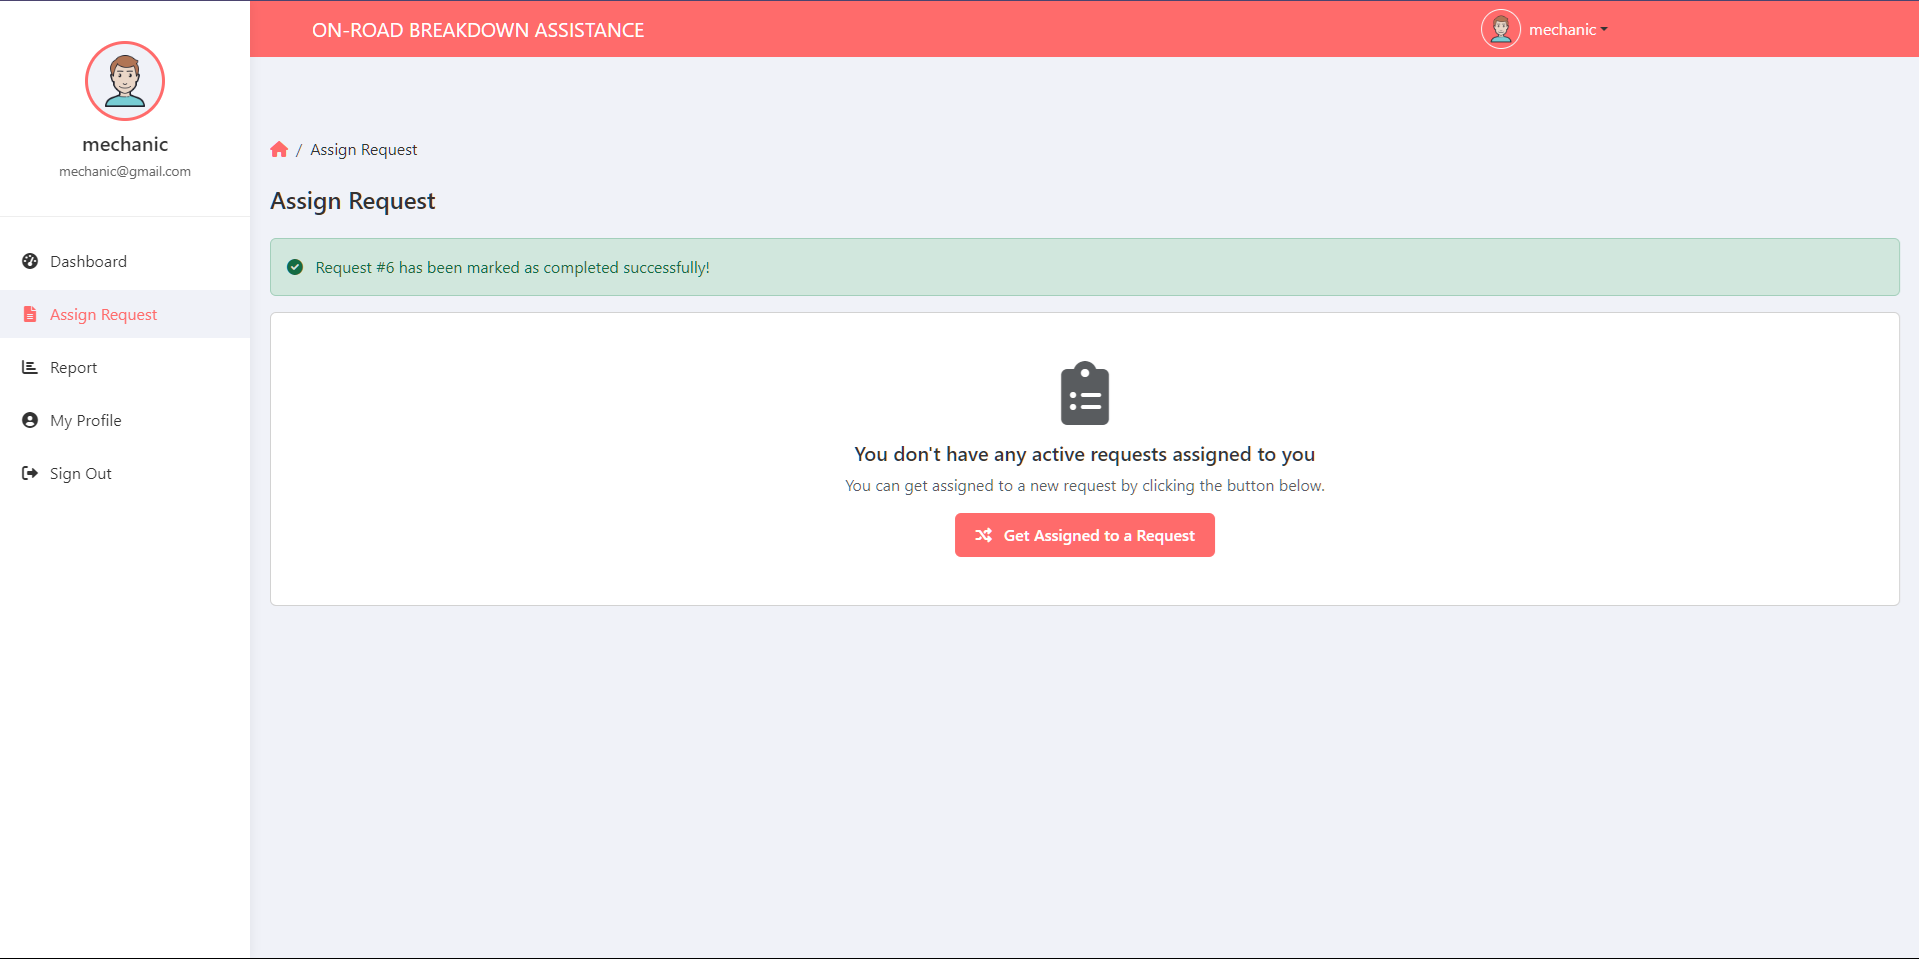 ON-ROAD BREAKDOWN ASSISTANCE
mechanic
mechanic
mechanic@gmail.com
Dashboard
Assign Request
Report
My Profile
Sign Out
/ Assign Request
Assign Request
Request #6 has been marked as completed successfully!
You don't have any active requests assigned to you
You can get assigned to a new request by clicking the button below.
Get Assigned to a Request